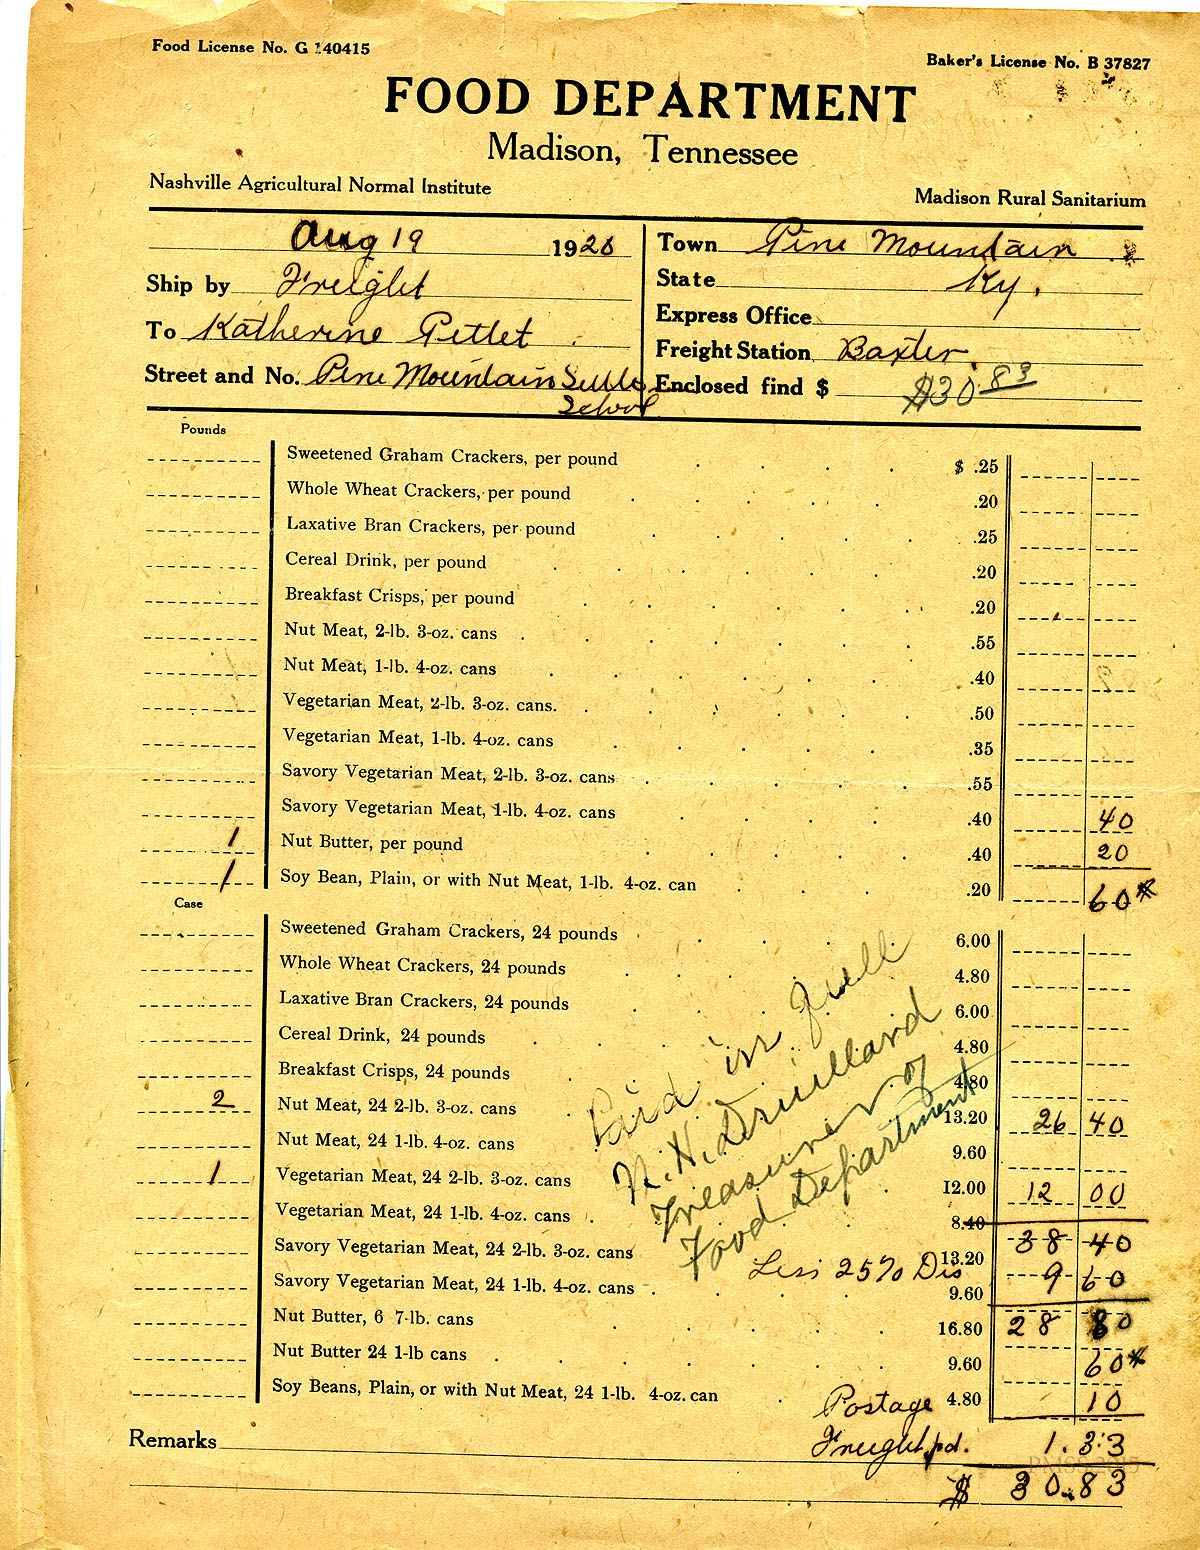 Food License No. G 140415
Baker's License No. B 37827
FOOD DEPARTMENT
Madison, Tennessee
Nashville Agricultural Normal Institute
Madison Rural Sanitarium
Aug 19 1920
Ship by Freight
To Katherine Pettet
Street and No. Pine Mountain Settle
School
Town Pine Mountain
State Ky.
Express Office
Freight Station Baxter.
Enclosed find $ $30.83
Pounds
Sweetened Graham Crackers, per pound $ .25
Whole Wheat Crackers, per pound .20
Laxative Bran Crackers, per pound .25
Cereal Drink, per pound .20
Breakfast Crisps, per pound .20
Nut Meat, 2-lb. 3-oz. cans .55
Nut Meat, 1-lb. 4-oz. cans .40
Vegetarian Meat, 2-lb. 3-oz. cans. .50
Vegetarian Meat, 1-lb. 4-oz. cans .35
Savory Vegetarian Meat, 2-lb. 3-oz. cans .55
Savory Vegetarian Meat, 1-lb. 4-oz. cans .40
1 Nut Butter, per pound .40 40
1 Soy Bean, Plain, or with Nut Meat, 1-lb. 4-oz. can .20 20
60*
Case
Sweetened Graham Crackers, 24 pounds 6.00
Whole Wheat Crackers, 24 pounds 4.80
Laxative Bran Crackers, 24 pounds 6.00
Cereal Drink, 24 pounds 4.80
Breakfast Crisps, 24 pounds 4.80
2 Nut Meat, 24 2-lb. 3-oz. cans 13.20 26 40
Nut Meat, 24 1-lb. 4-oz. cans 9.60
1 Vegetarian Meat, 24 2-lb. 3-oz. cans 12.00 12 00
Vegetarian Meat, 24 1-lb. 4-oz. cans 8.40
Savory Vegetarian Meat, 24 2-lb. 3-oz. cans 13.20 38 40
Savory Vegetarian Meat, 24 1-lb. 4-oz. cans 9.60
Less 25% Dis 9 60
Nut Butter, 6 7-lb. cans 16.80 28 80
Nut Butter 24 1-lb cans 9.60 60*
Soy Beans, Plain, or with Nut Meat, 24 1-lb. 4-oz. can 4.80
Postage 10
Paid in full
N. H. Druillard
Treasurer of
Food Department
Remarks
Freight pd. 1.33
$ 30.83